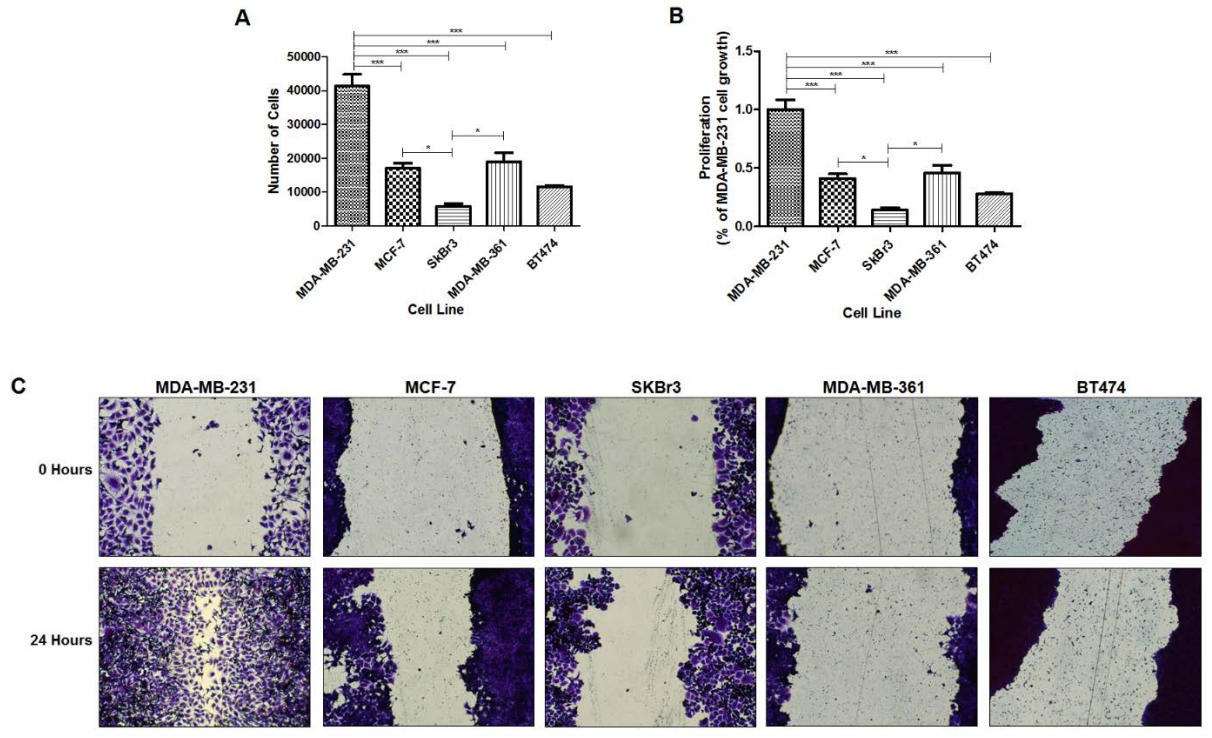 A
***
***
***
***
*
*
50000
40000
30000
20000
10000
0
Number of Cells
MDA-MB-231
MCF-7
SkBr3
MDA-MB-361
BT474
Cell Line
B
***
***
***
***
*
*
1.5
1.0
0.5
0.0
Proliferation
(% of MDA-MB-231 cell growth)
MDA-MB-231
MCF-7
SkBr3
MDA-MB-361
BT474
Cell Line
C
MDA-MB-231
MCF-7
SKBr3
MDA-MB-361
BT474
0 Hours
24 Hours